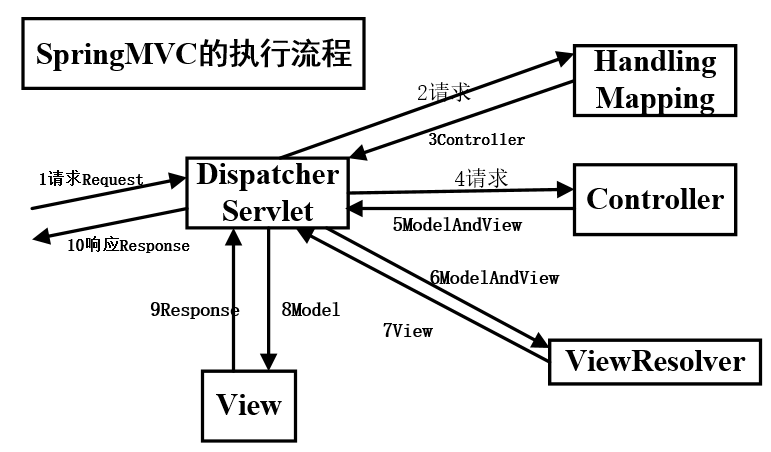 SpringMVC的执行流程
Handling
Mapping
2请求
3Controller
1请求Request
Dispatcher
Servlet
4请求
Controller
5ModelAndView
10响应Response
6ModelAndView
9Response
8Model
7View
ViewResolver
View